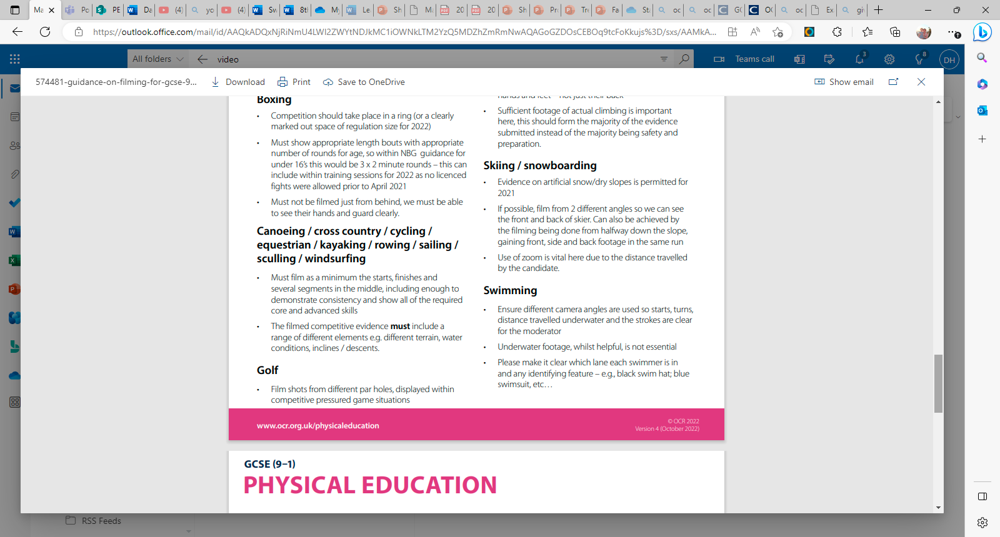 Ma
Po
PE
Da
(4)
yo
(4)
Sw
8th
My
Le
Sh
Ma
20
20
Sh
Pr
Tre
Fa
Sta
oc
oc
GC
OC
oc
Ex
giv
https://outlook.office.com/mail/id/AAQkADQxNjRiNmU4LWI2ZWYtNDJkMC1iOWNkLTM2YzQ5MDZhZmRmNwAQAGoGZDOsCEBOq9tcFoKkujs%3D/sxs/AAMkA...
All folders
video
Teams call
3
8
DH
574481-guidance-on-filming-for-gcse-9...
Download
Print
Save to OneDrive
Show email
Boxing
• Competition should take place in a ring (or a clearly
marked out space of regulation size for 2022)
• Must show appropriate length bouts with appropriate
number of rounds for age, so within NBG guidance for
under 16's this would be 3 x 2 minute rounds – this can
include within training sessions for 2022 as no licenced
fights were allowed prior to April 2021
• Must not be filmed just from behind, we must be able
to see their hands and guard clearly.
Canoeing / cross country / cycling /
equestrian / kayaking / rowing / sailing /
sculling / windsurfing
• Must film as a minimum the starts, finishes and
several segments in the middle, including enough to
demonstrate consistency and show all of the required
core and advanced skills
• The filmed competitive evidence must include a
range of different elements e.g. different terrain, water
conditions, inclines / descents.
Golf
• Film shots from different par holes, displayed within
competitive pressured game situations
hands and feet – not just their back
• Sufficient footage of actual climbing is important
here, this should form the majority of the evidence
submitted instead of the majority being safety and
preparation.
Skiing / snowboarding
• Evidence on artificial snow/dry slopes is permitted for
2021
• If possible, film from 2 different angles so we can see
the front and back of skier. Can also be achieved by
the filming being done from halfway down the slope,
gaining front, side and back footage in the same run
• Use of zoom is vital here due to the distance travelled
by the candidate.
Swimming
• Ensure different camera angles are used so starts, turns,
distance travelled underwater and the strokes are clear
for the moderator
• Underwater footage, whilst helpful, is not essential
• Please make it clear which lane each swimmer is in
and any identifying feature – e.g., black swim hat; blue
swimsuit, etc…
www.ocr.org.uk/physicaleducation
© OCR 2022
Version 4 (October 2022)
GCSE (9–1)
PHYSICAL EDUCATION
RSS Feeds